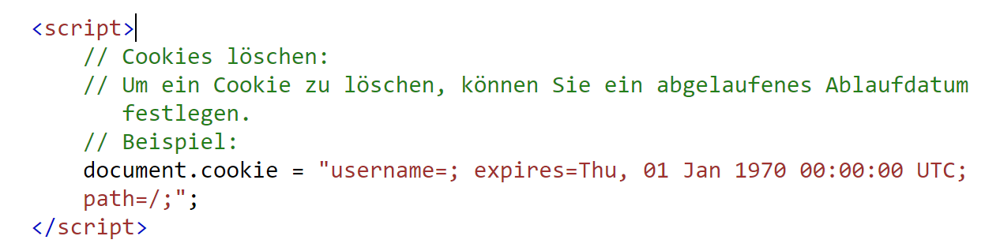 <script>
// Cookies löschen:
// Um ein Cookie zu löschen, können Sie ein abgelaufenes Ablaufdatum
festlegen.
// Beispiel:
document.cookie = "username=; expires=Thu, 01 Jan 1970 00:00:00 UTC;
path=/;";
</script>